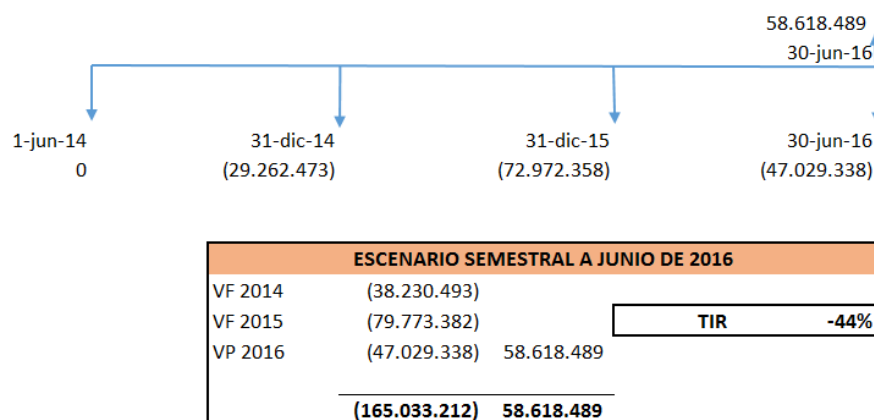 58.618.489
30-jun-16
1-jun-14 31-dic-14 31-dic-15 30-jun-16
0 (29.262.473) (72.972.358) (47.029.338)
ESCENARIO SEMESTRAL A JUNIO DE 2016
VF 2014 (38.230.493)
VF 2015 (79.773.382) TIR -44%
VP 2016 (47.029.338) 58.618.489
(165.033.212) 58.618.489